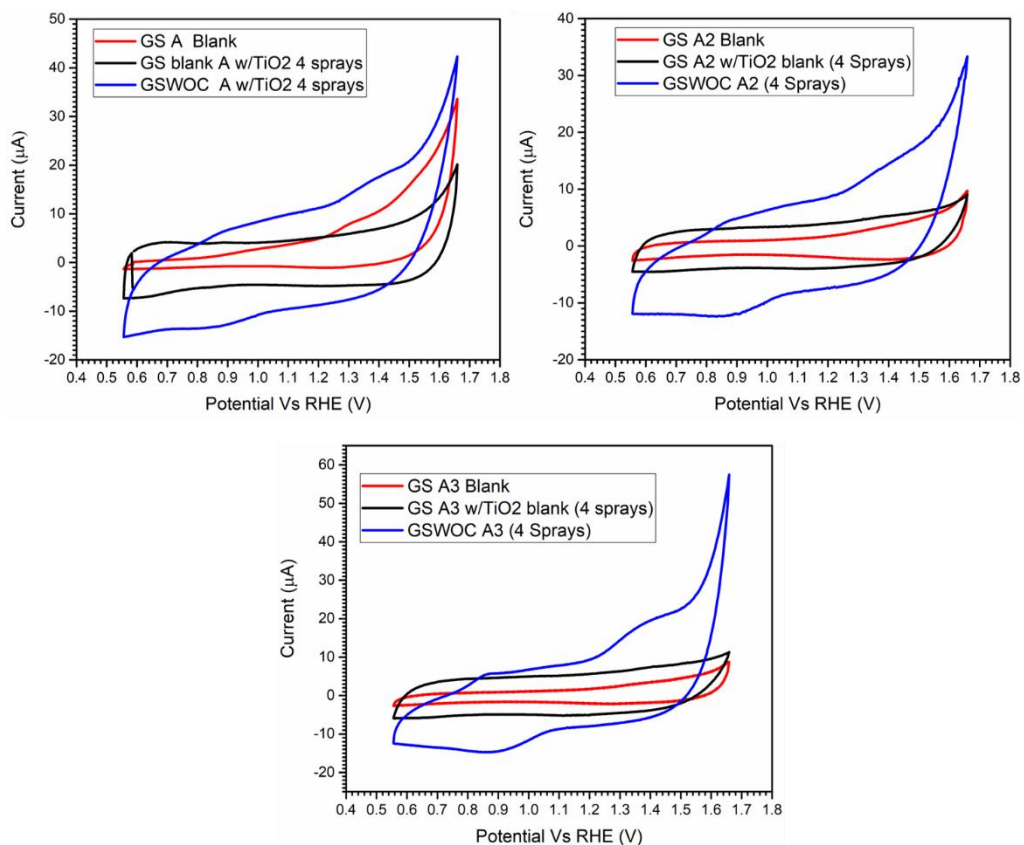 50
40
30
20
10
0
-10
-20
Current (μA)
GS A Blank
GS blank A w/TiO2 4 sprays
GSWOC A w/TiO2 4 sprays
0.4 0.5 0.6 0.7 0.8 0.9 1.0 1.1 1.2 1.3 1.4 1.5 1.6 1.7 1.8
Potential Vs RHE (V)
40
30
20
10
0
-10
-20
Current (μA)
GS A2 Blank
GS A2 w/TiO2 blank (4 Sprays)
GSWOC A2 (4 Sprays)
0.4 0.5 0.6 0.7 0.8 0.9 1.0 1.1 1.2 1.3 1.4 1.5 1.6 1.7 1.8
Potential Vs RHE (V)
60
50
40
30
20
10
0
-10
-20
Current (μA)
GS A3 Blank
GS A3 w/TiO2 blank (4 sprays)
GSWOC A3 (4 Sprays)
0.4 0.5 0.6 0.7 0.8 0.9 1.0 1.1 1.2 1.3 1.4 1.5 1.6 1.7 1.8
Potential Vs RHE (V)